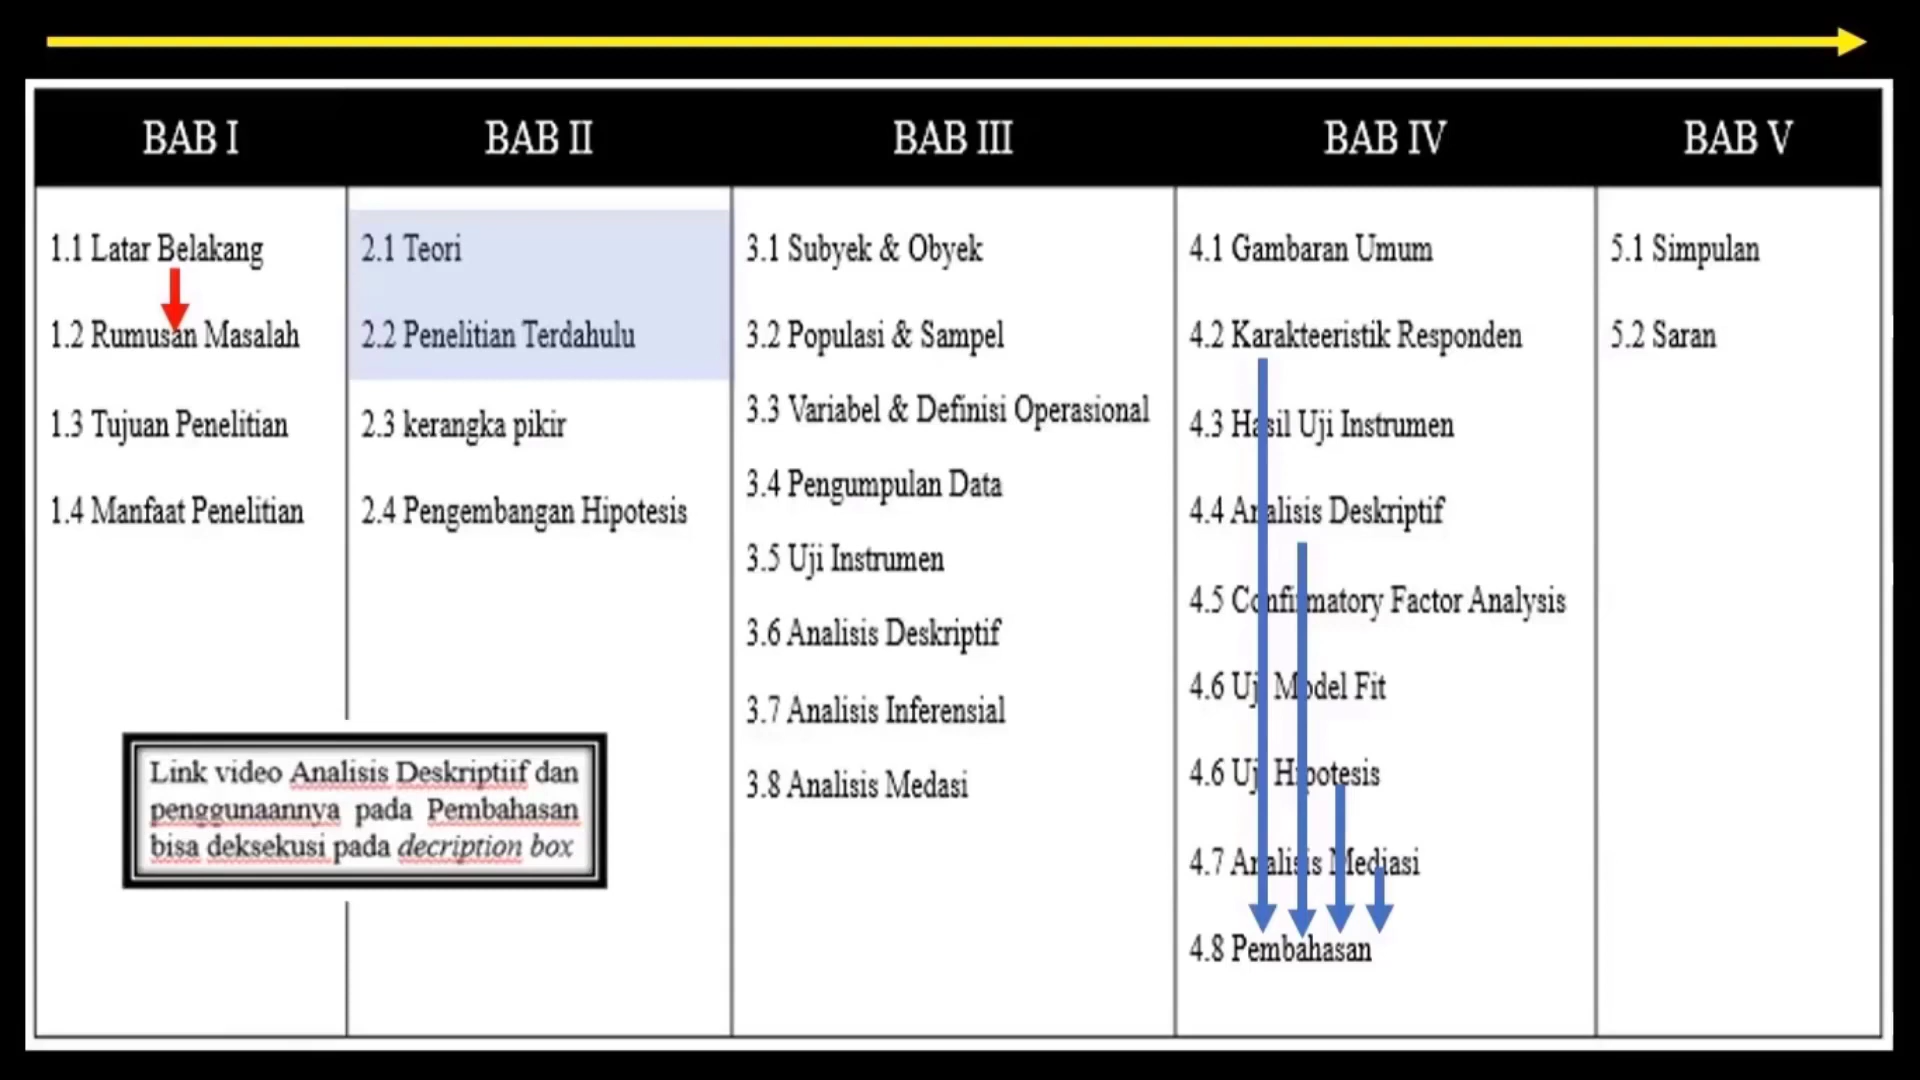 BAB I
BAB II
BAB III
BAB IV
BAB V
1.1 Latar Belakang
1.2 Rumusan Masalah
1.3 Tujuan Penelitian
1.4 Manfaat Penelitian
2.1 Teori
2.2 Penelitian Terdahulu
2.3 kerangka pikir
2.4 Pengembangan Hipotesis
3.1 Subyek & Obyek
3.2 Populasi & Sampel
3.3 Variabel & Definisi Operasional
3.4 Pengumpulan Data
3.5 Uji Instrumen
3.6 Analisis Deskriptif
3.7 Analisis Inferensial
3.8 Analisis Medasi
4.1 Gambaran Umum
4.2 Karakteeristik Responden
4.3 Hasil Uji Instrumen
4.4 Analisis Deskriptif
4.5 Confirmatory Factor Analysis
4.6 Uji Model Fit
4.6 Uji Hipotesis
4.7 Analisis Mediasi
4.8 Pembahasan
5.1 Simpulan
5.2 Saran
Link video Analisis Deskriptiif dan
penggunaannya pada Pembahasan
bisa deksekusi pada decription box